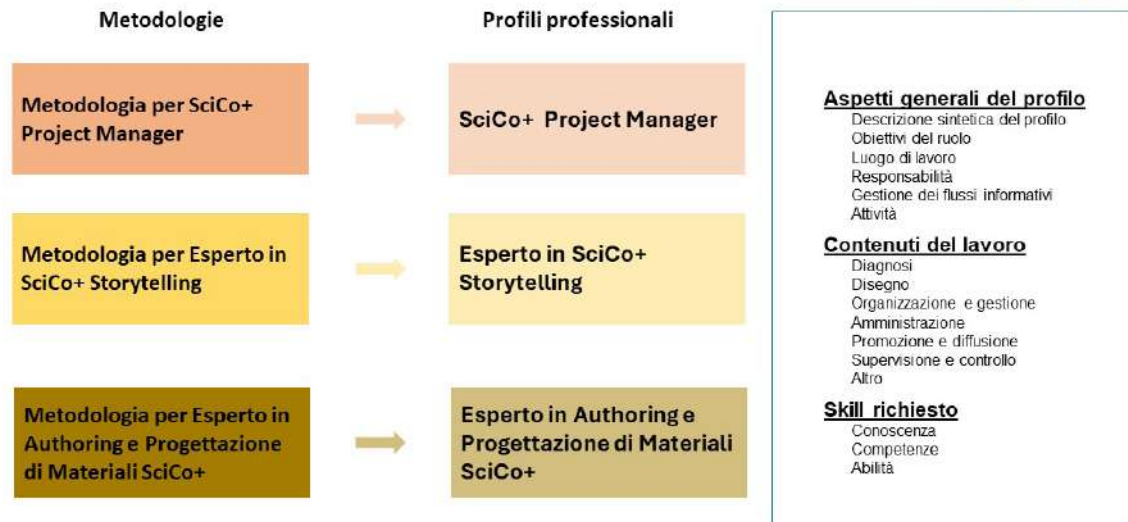 Metodologie
Profili professionali
Metodologia per SciCo+
Project Manager
SciCo+ Project Manager
Metodologia per Esperto in
SciCo+ Storytelling
Esperto in SciCo+
Storytelling
Metodologia per Esperto in
Authoring e Progettazione
di Materiali SciCo+
Esperto in Authoring e
Progettazione di Materiali
SciCo+
Aspetti generali del profilo
Descrizione sintetica del profilo
Obiettivi del ruolo
Luogo di lavoro
Responsabilità
Gestione dei flussi informativi
Attività
Contenuti del lavoro
Diagnosi
Disegno
Organizzazione e gestione
Amministrazione
Promozione e diffusione
Supervisione e controllo
Altro
Skill richiesto
Conoscenza
Competenze
Abilità